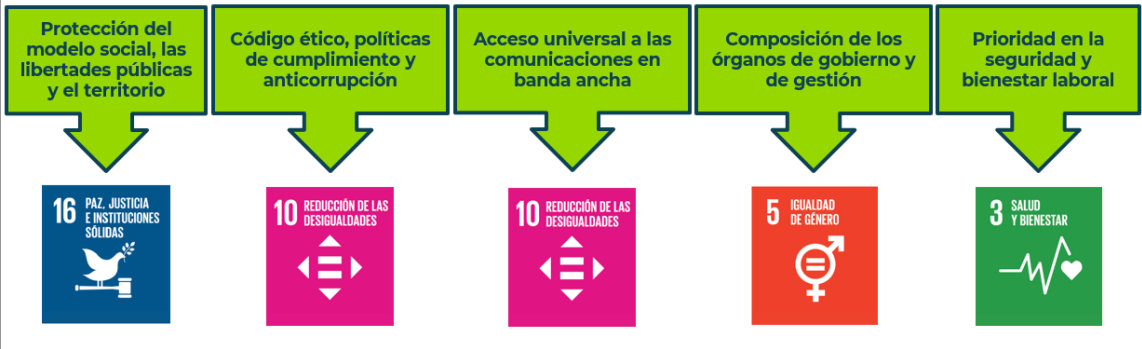 Protección del
modelo social, las
libertades públicas
y el territorio
Código ético, políticas
de cumplimiento y
anticorrupción
Acceso universal a las
comunicaciones en
banda ancha
Composición de los
órganos de gobierno y
de gestión
Prioridad en la
seguridad y
bienestar laboral
16 PAZ, JUSTICIA
E INSTITUCIONES
SÓLIDAS
10 REDUCCIÓN DE LAS
DESIGUALDADES
10 REDUCCIÓN DE LAS
DESIGUALDADES
5 IGUALDAD
DE GÉNERO
3 SALUD
Y BIENESTAR